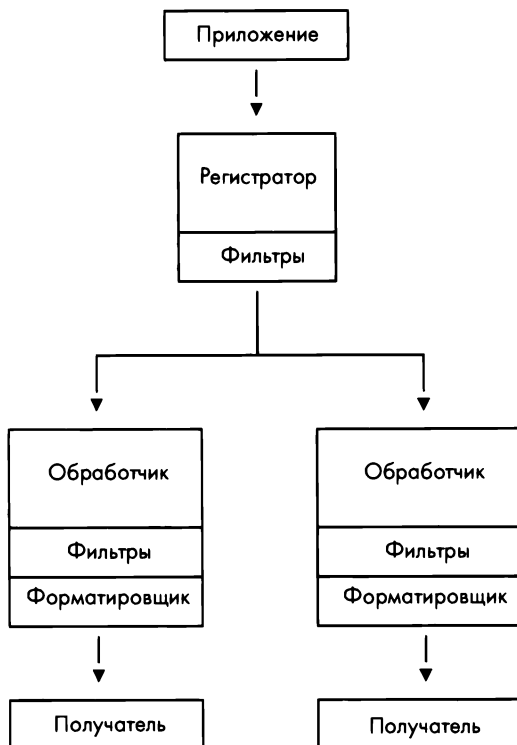 Приложение
Регистратор
Фильтры
Обработчик
Фильтры
Форматировщик
Получатель
Обработчик
Фильтры
Форматировщик
Получатель